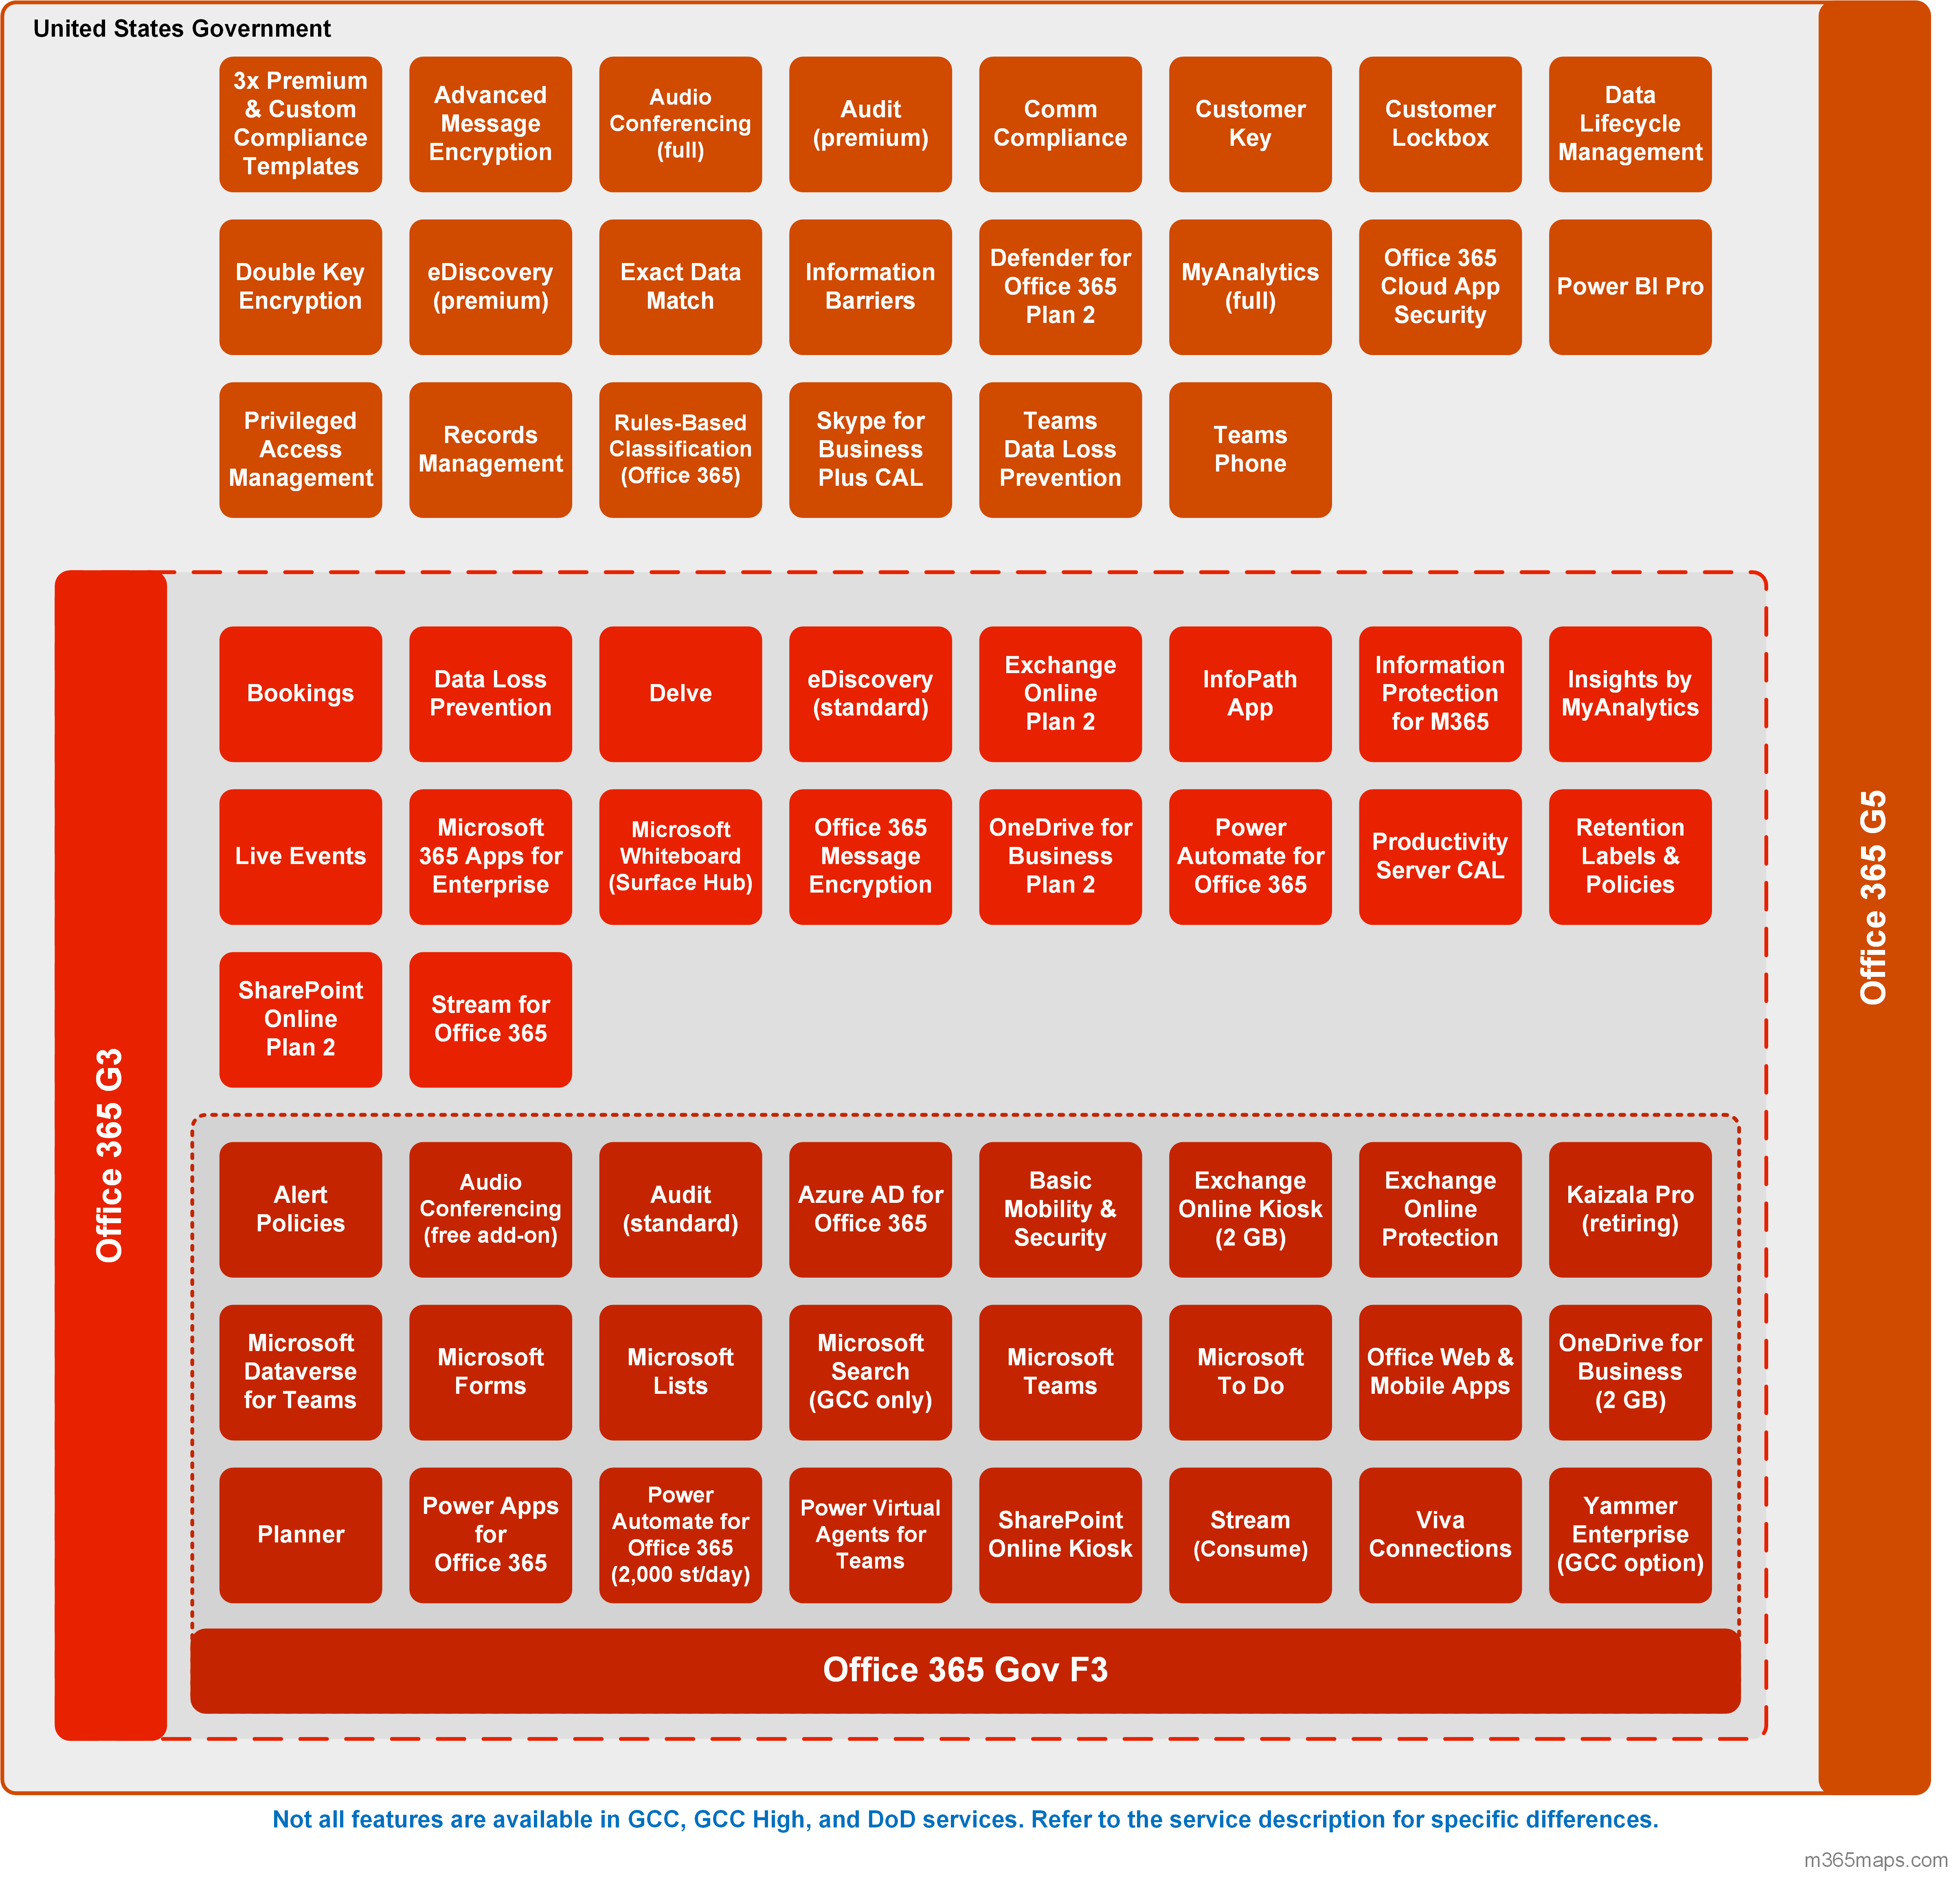 United States Government
3x Premium
& Custom
Compliance
Templates
Advanced
Message
Encryption
Audio
Conferencing
(full)
Audit
(premium)
Comm
Compliance
Customer
Key
Customer
Lockbox
Data
Lifecycle
Management
Double Key
Encryption
eDiscovery
(premium)
Exact Data
Match
Information
Barriers
Defender for
Office 365
Plan 2
MyAnalytics
(full)
Office 365
Cloud App
Security
Power BI Pro
Privileged
Access
Management
Records
Management
Rules-Based
Classification
(Office 365)
Skype for
Business
Plus CAL
Teams
Data Loss
Prevention
Teams
Phone
Office 365 G5
Office 365 G3
Bookings
Data Loss
Prevention
Delve
eDiscovery
(standard)
Exchange
Online
Plan 2
InfoPath
App
Information
Protection
for M365
Insights by
MyAnalytics
Live Events
Microsoft
365 Apps for
Enterprise
Microsoft
Whiteboard
(Surface Hub)
Office 365
Message
Encryption
OneDrive for
Business
Plan 2
Power
Automate for
Office 365
Productivity
Server CAL
Retention
Labels &
Policies
SharePoint
Online
Plan 2
Stream for
Office 365
Alert
Policies
Audio
Conferencing
(free add-on)
Audit
(standard)
Azure AD for
Office 365
Basic
Mobility &
Security
Exchange
Online Kiosk
(2 GB)
Exchange
Online
Protection
Kaizala Pro
(retiring)
Microsoft
Dataverse
for Teams
Microsoft
Forms
Microsoft
Lists
Microsoft
Search
(GCC only)
Microsoft
Teams
Microsoft
To Do
Office Web &
Mobile Apps
OneDrive for
Business
(2 GB)
Planner
Power Apps
for
Office 365
Power
Automate for
Office 365
(2,000 st/day)
Power Virtual
Agents for
Teams
SharePoint
Online Kiosk
Stream
(Consume)
Viva
Connections
Yammer
Enterprise
(GCC option)
Office 365 Gov F3
Not all features are available in GCC, GCC High, and DoD services. Refer to the service description for specific differences.
m365maps.com